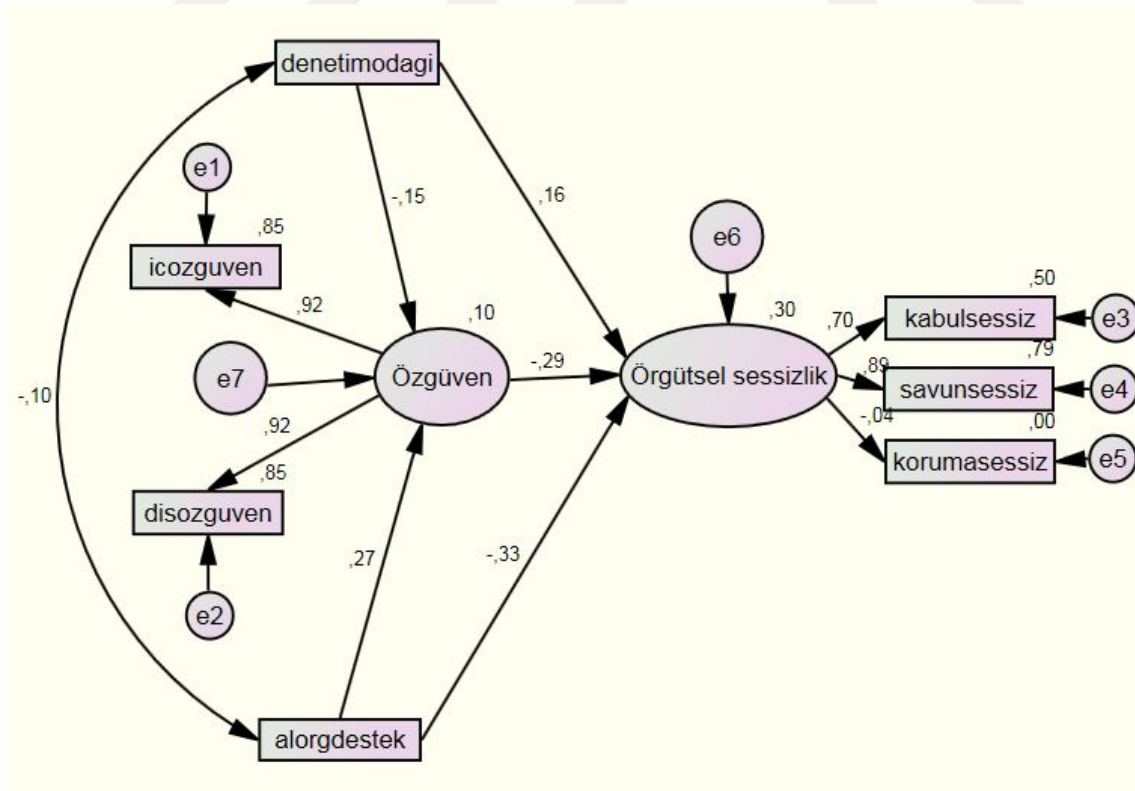 denetimodagi
e1
-,15
,16
,85
e6
icozguven
,50
,92
,10
,30
,70
kabulsessiz
e3
,79
e7
Özgüven
-,29
Örgütsel sessizlik
,89
savunsessiz
e4
-,10
,92
-,04
,00
,85
korumasessiz
e5
disozguven
,27
-,33
e2
alorgdestek